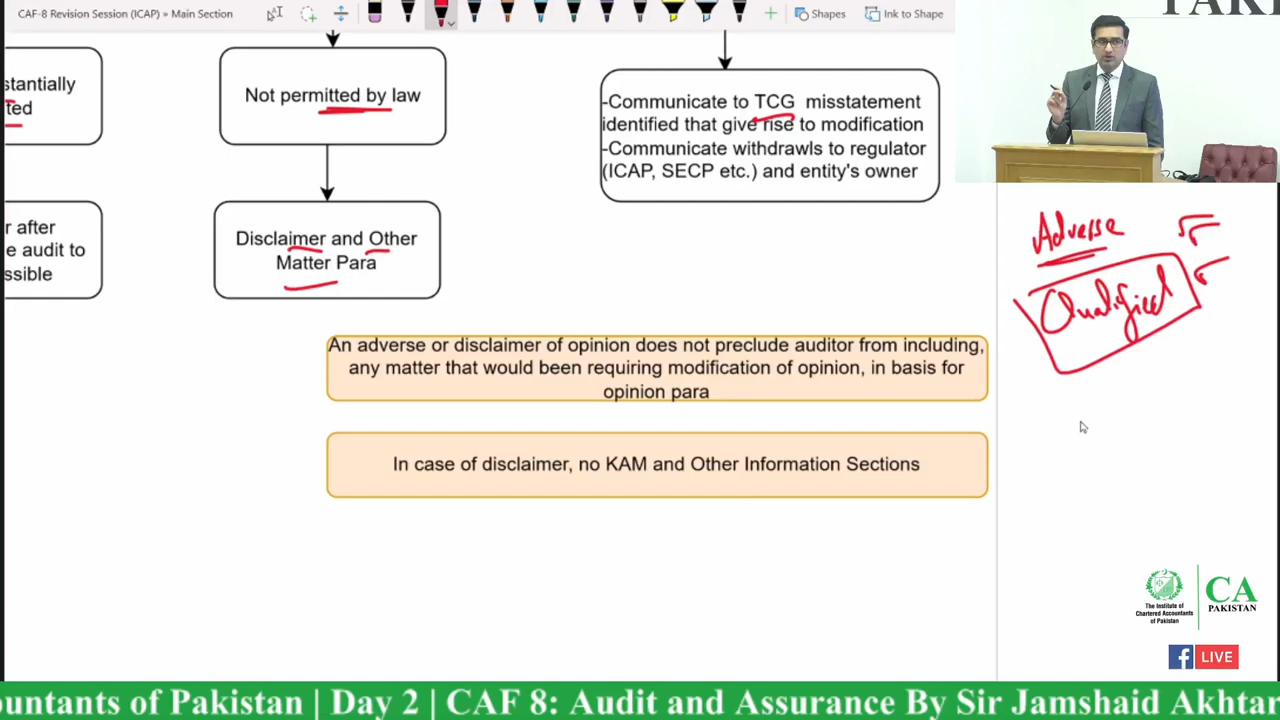 CAF-8 Revision Session (ICAP) » Main Section
Shapes
Ink to Shape
stantially
ted
Not permitted by law
-Communicate to TCG misstatement
identified that give rise to modification
-Communicate withdrawls to regulator
(ICAP, SECP etc.) and entity's owner
r after
e audit to
ssible
Disclaimer and Other
Matter Para
Adverse
Qualified
An adverse or disclaimer of opinion does not preclude auditor from including,
any matter that would been requiring modification of opinion, in basis for
opinion para
In case of disclaimer, no KAM and Other Information Sections
The Institute of
Chartered Accountants
of Pakistan
CA
PAKISTAN
f LIVE
ountants of Pakistan | Day 2 | CAF 8: Audit and Assurance By Sir Jamshaid Akhtar